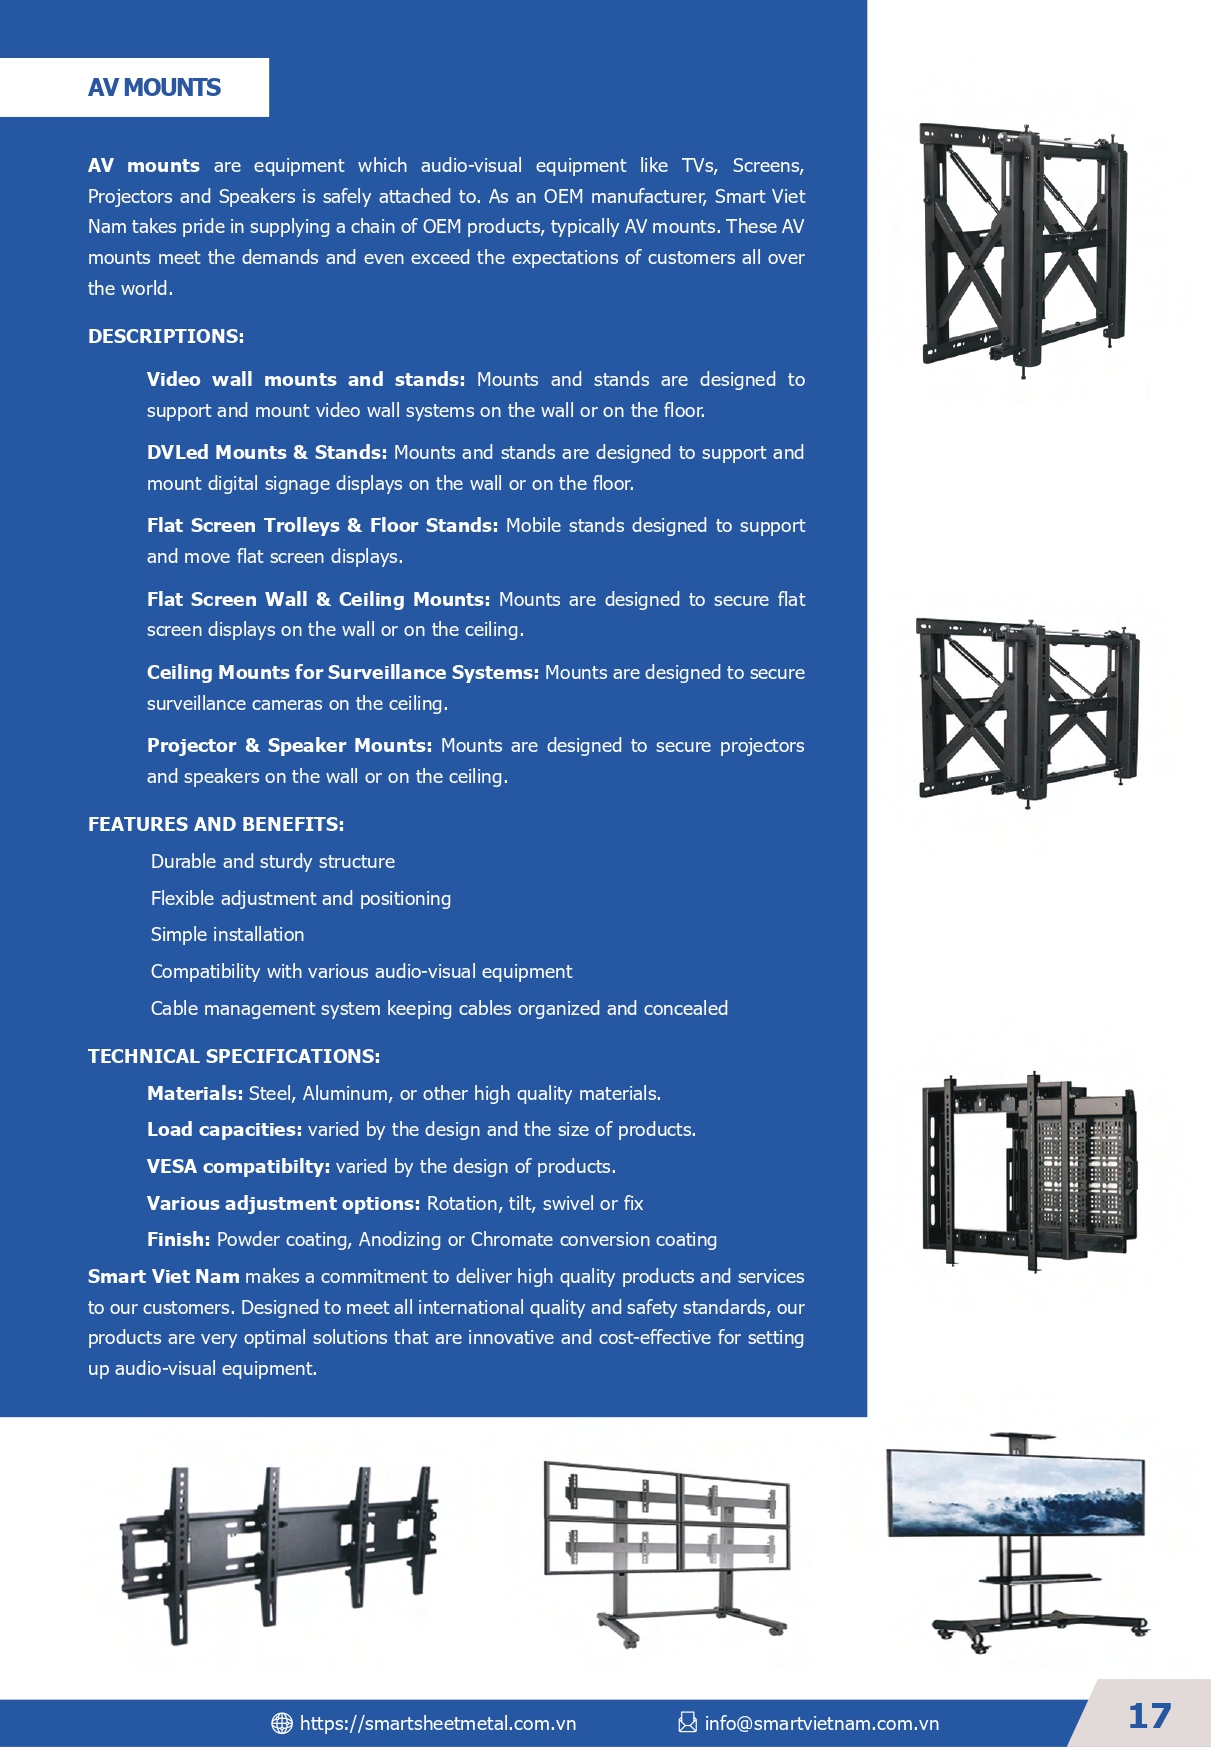 AV MOUNTS
AV mounts are equipment which audio-visual equipment like TVs, Screens,
Projectors and Speakers is safely attached to. As an OEM manufacturer, Smart Viet
Nam takes pride in supplying a chain of OEM products, typically AV mounts. These AV
mounts meet the demands and even exceed the expectations of customers all over
the world.
DESCRIPTIONS:
Video wall mounts and stands: Mounts and stands are designed to
support and mount video wall systems on the wall or on the floor.
DVLed Mounts & Stands: Mounts and stands are designed to support and
mount digital signage displays on the wall or on the floor.
Flat Screen Trolleys & Floor Stands: Mobile stands designed to support
and move flat screen displays.
Flat Screen Wall & Ceiling Mounts: Mounts are designed to secure flat
screen displays on the wall or on the ceiling.
Ceiling Mounts for Surveillance Systems: Mounts are designed to secure
surveillance cameras on the ceiling.
Projector & Speaker Mounts: Mounts are designed to secure projectors
and speakers on the wall or on the ceiling.
FEATURES AND BENEFITS:
Durable and sturdy structure
Flexible adjustment and positioning
Simple installation
Compatibility with various audio-visual equipment
Cable management system keeping cables organized and concealed
TECHNICAL SPECIFICATIONS:
Materials: Steel, Aluminum, or other high quality materials.
Load capacities: varied by the design and the size of products.
VESA compatibilty: varied by the design of products.
Various adjustment options: Rotation, tilt, swivel or fix
Finish: Powder coating, Anodizing or Chromate conversion coating
Smart Viet Nam makes a commitment to deliver high quality products and services
to our customers. Designed to meet all international quality and safety standards, our
products are very optimal solutions that are innovative and cost-effective for setting
up audio-visual equipment.
https://smartsheetmetal.com.vn
info@smartvietnam.com.vn
17